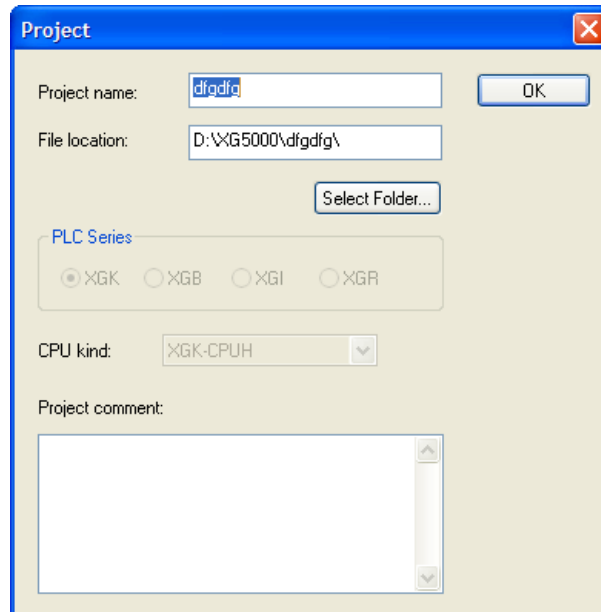 Project
Project name:
dfgdfg
OK
File location:
D:\XG5000\dfgdfg\
Select Folder...
PLC Series
XGK XGB XGI XGR
CPU kind:
XGK-CPUH
Project comment: